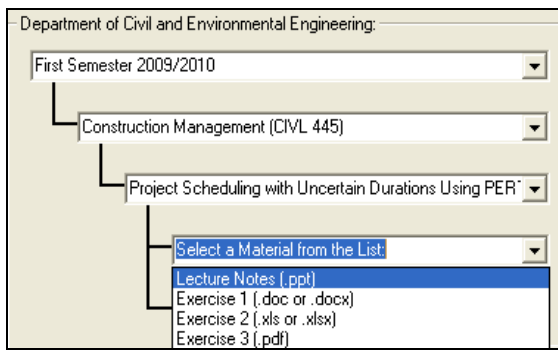 Department of Civil and Environmental Engineering:
First Semester 2009/2010
Construction Management (CIVL 445)
Project Scheduling with Uncertain Durations Using PERT
Select a Material from the List:
Lecture Notes (.ppt)
Exercise 1 (.doc or .docx)
Exercise 2 (.xls or .xlsx)
Exercise 3 (.pdf)